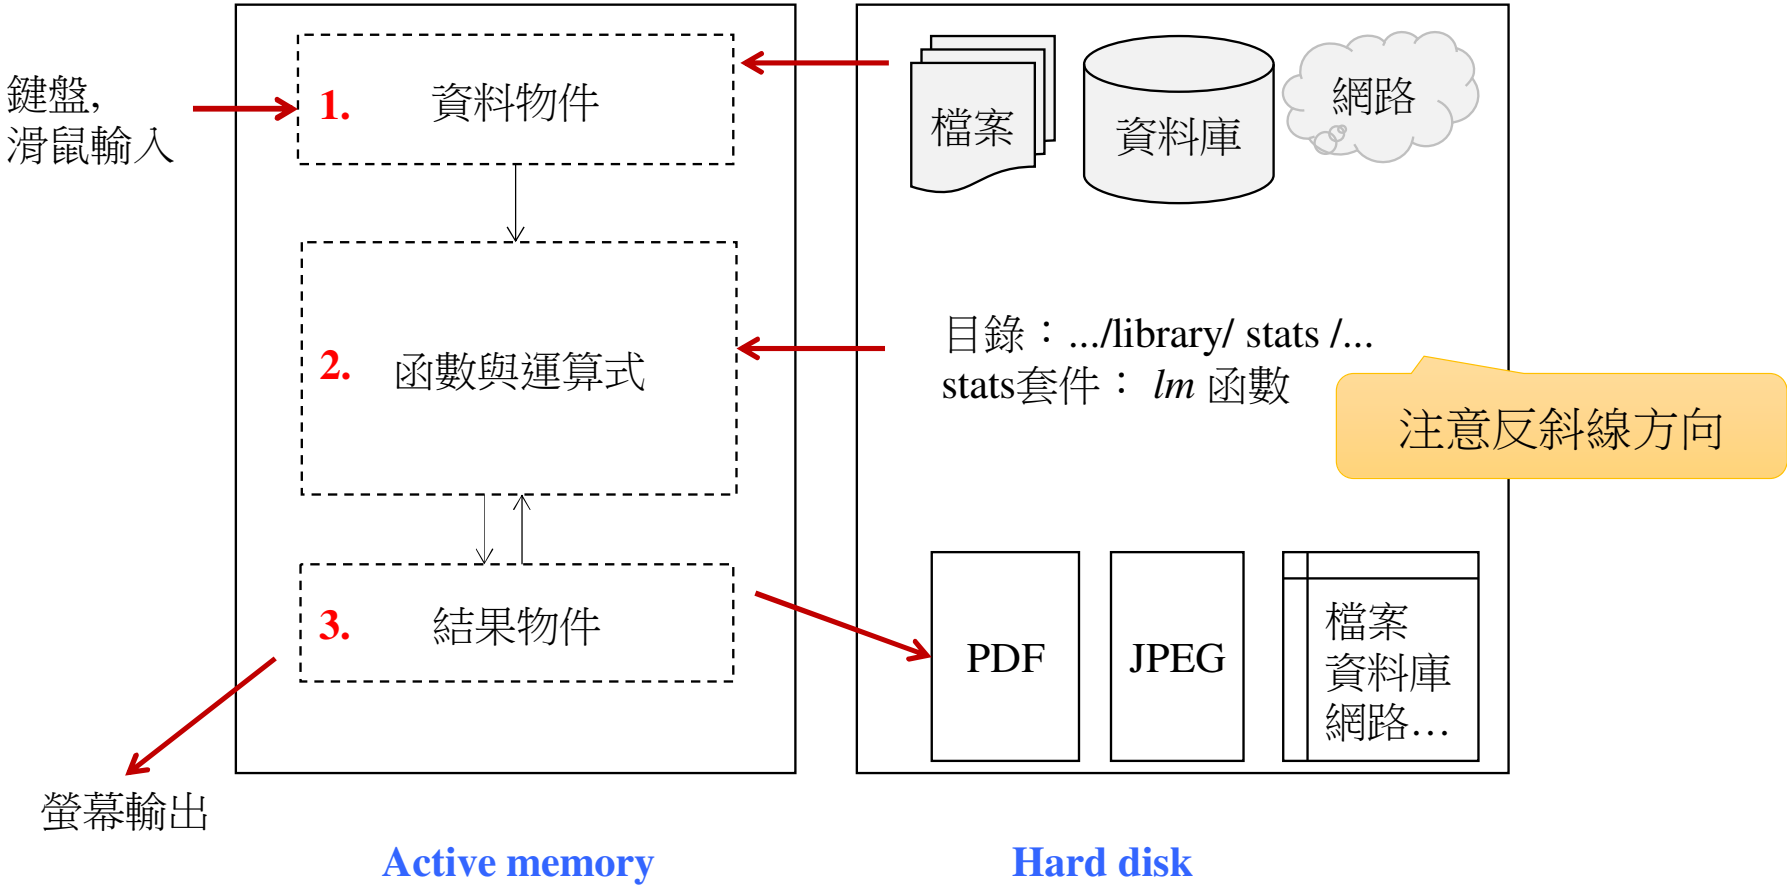 鍵盤,
滑鼠輸入
1. 資料物件
2. 函數與運算式
3. 結果物件
螢幕輸出
Active memory
檔案
資料庫
網路
目錄：.../library/ stats /...
stats套件： lm 函數
注意反斜線方向
PDF
JPEG
檔案
資料庫
網路…
Hard disk